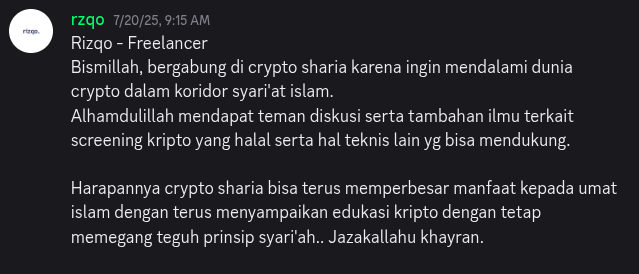 rizqo.
rzqo 7/20/25, 9:15 AM
Rizqo - Freelancer
Bismillah, bergabung di crypto sharia karena ingin mendalami dunia
crypto dalam koridor syari'at islam.
Alhamdulillah mendapat teman diskusi serta tambahan ilmu terkait
screening kripto yang halal serta hal teknis lain yg bisa mendukung.
Harapannya crypto sharia bisa terus memperbesar manfaat kepada umat
islam dengan terus menyampaikan edukasi kripto dengan tetap
memegang teguh prinsip syari'ah.. Jazakallahu khayran.